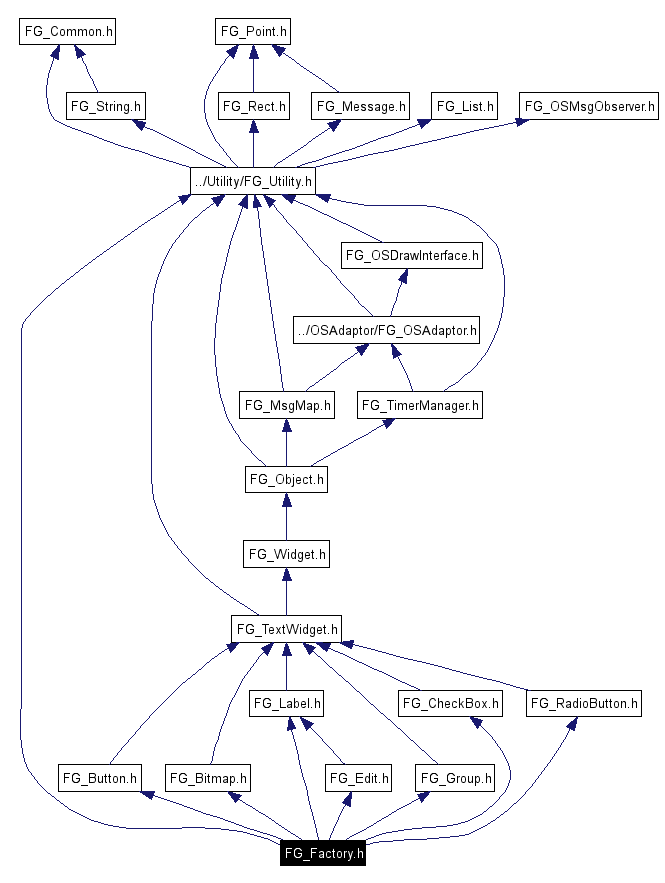 FG_Common.h
FG_Point.h
FG_String.h
FG_Rect.h
FG_Message.h
FG_List.h
FG_OSMsgObserver.h
../Utility/FG_Utility.h
FG_OSDrawInterface.h
../OSAdaptor/FG_OSAdaptor.h
FG_MsgMap.h
FG_TimerManager.h
FG_Object.h
FG_Widget.h
FG_TextWidget.h
FG_Label.h
FG_CheckBox.h
FG_RadioButton.h
FG_Button.h
FG_Bitmap.h
FG_Edit.h
FG_Group.h
FG_Factory.h